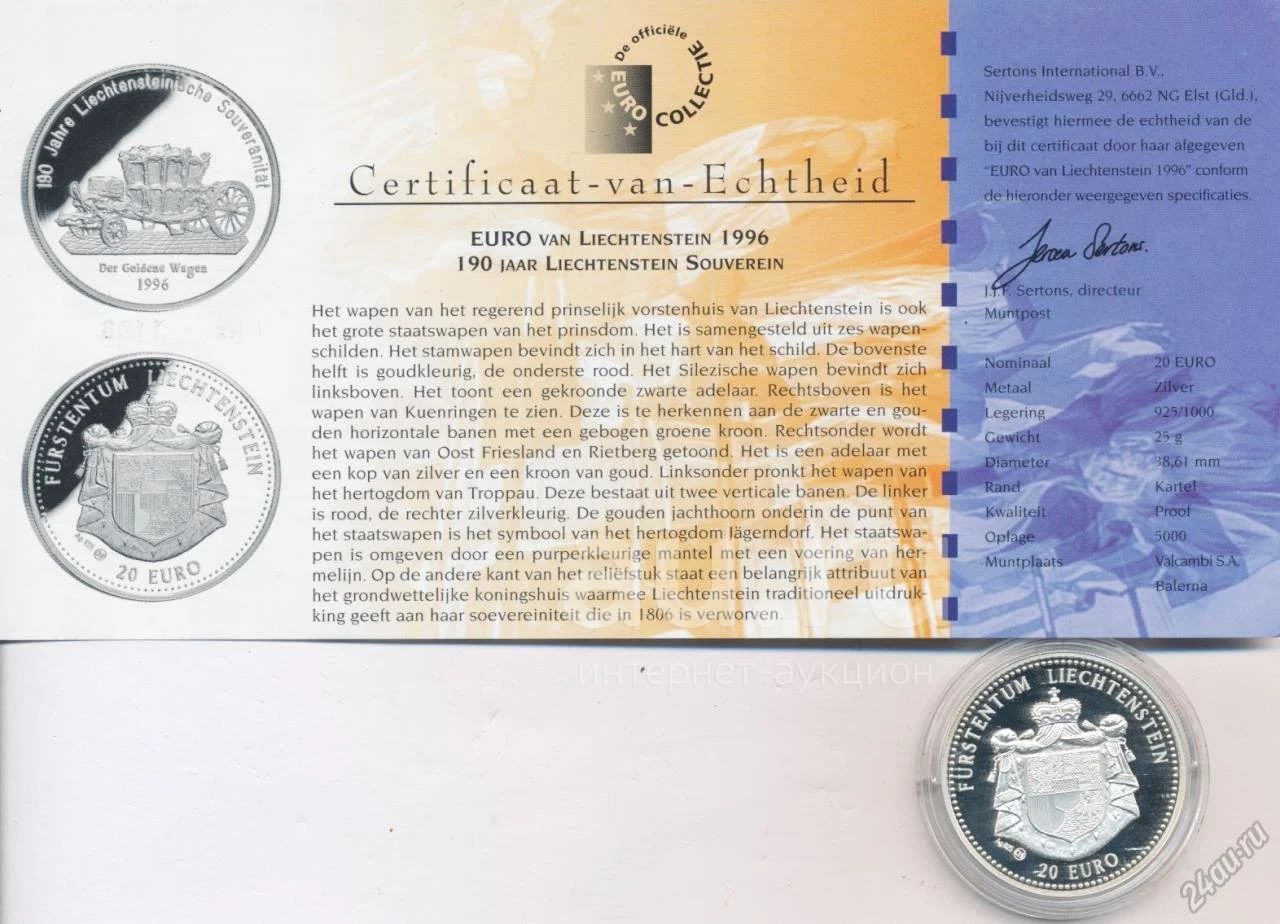 190 Jahre Liechtensteinische Souveranität
Der Goldene Wagen
1996
FÜRSTENTUM LIECHTENSTEIN
Ag 925
20 EURO
De officiële
EURO
COLLECTIE
Certificaat-van-Echtheid
EURO VAN LIECHTENSTEIN 1996
190 JAAR LIECHTENSTEIN SOUVEREIN
Het wapen van het regerend prinselijk vorstenhuis van Liechtenstein is ook
het grote staatswapen van het prinsdom. Het is samengesteld uit zes wapen-
schilden. Het stamwapen bevindt zich in het hart van het schild. De bovenste
helft is goudkleurig, de onderste rood. Het Silezische wapen bevindt zich
linksboven. Het toont een gekroonde zwarte adelaar. Rechtsboven is het
wapen van Kuenringen te zien. Deze is te herkennen aan de zwarte en gou-
den horizontale banen met een gebogen groene kroon. Rechtsonder wordt
het wapen van Oost Friesland en Rietberg getoond. Het is een adelaar met
een kop van zilver en een kroon van goud. Linksonder pronkt het wapen van
het hertogdom van Troppau. Deze bestaat uit twee verticale banen. De linker
is rood, de rechter zilverkleurig. De gouden jachthoorn onderin de punt van
het staatswapen is het symbool van het hertogdom Jägerndorf. Het staatswa-
pen is omgeven door een purperkleurige mantel met een voering van her-
melijn. Op de andere kant van het reliëfstuk staat een belangrijk attribuut van
het grondwettelijke koningshuis waarmee Liechtenstein traditioneel uitdruk-
king geeft aan haar soevereiniteit die in 1806 is verworven.
Sertons International B.V.,
Nijverheidsweg 29, 6662 NG Elst (Gld.),
bevestigt hiermee de echtheid van de
bij dit certificaat door haar afgegeven
"EURO van Liechtenstein 1996" conform
de hieronder weergegeven specificaties.
Jeroen Sertons.
J.J.F. Sertons, directeur
Muntpost
Nominaal 20 EURO
Metaal Zilver
Legering 925/1000
Gewicht 25 g
Diameter 38,61 mm
Rand Kartel
Kwaliteit Proof
Oplage 5000
Muntplaats Valcambi S.A.
Balerna
интернет-аукцион
FÜRSTENTUM LIECHTENSTEIN
Ag 925
20 EURO
24au.ru